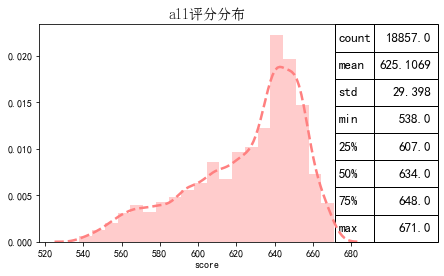 all评分分布
0.020
0.015
0.010
0.005
0.000
520 540 560 580 600 620 640 660 680
score
count 18857.0
mean 625.1069
std 29.398
min 538.0
25% 607.0
50% 634.0
75% 648.0
max 671.0